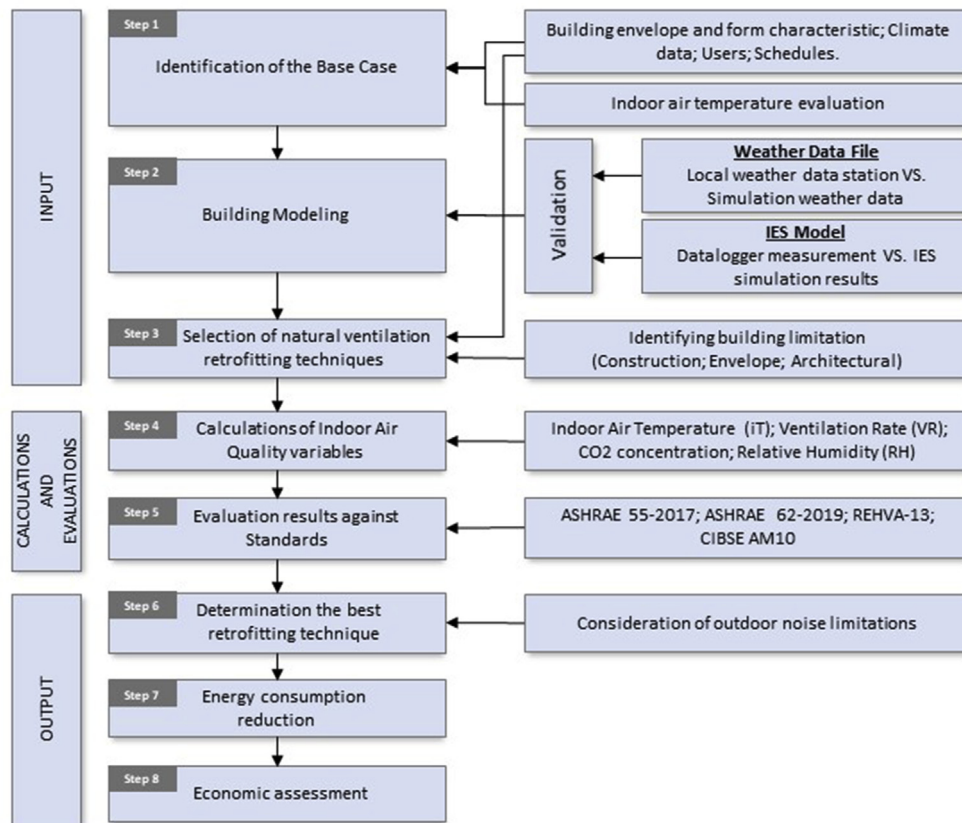 INPUT
Step 1
Identification of the Base Case
Building envelope and form characteristic; Climate
data; Users; Schedules.
Indoor air temperature evaluation
Step 2
Building Modeling
Validation
Weather Data File
Local weather data station VS.
Simulation weather data
IES Model
Datalogger measurement VS. IES
simulation results
Step 3
Selection of natural ventilation
retrofitting techniques
Identifying building limitation
(Construction; Envelope; Architectural)
CALCULATIONS
AND
EVALUATIONS
Step 4
Calculations of Indoor Air
Quality variables
Indoor Air Temperature (iT); Ventilation Rate (VR);
CO2 concentration; Relative Humidity (RH)
Step 5
Evaluation results against
Standards
ASHRAE 55-2017; ASHRAE 62-2019; REHVA-13;
CIBSE AM10
OUTPUT
Step 6
Determination the best
retrofitting technique
Consideration of outdoor noise limitations
Step 7
Energy consumption
reduction
Step 8
Economic assessment